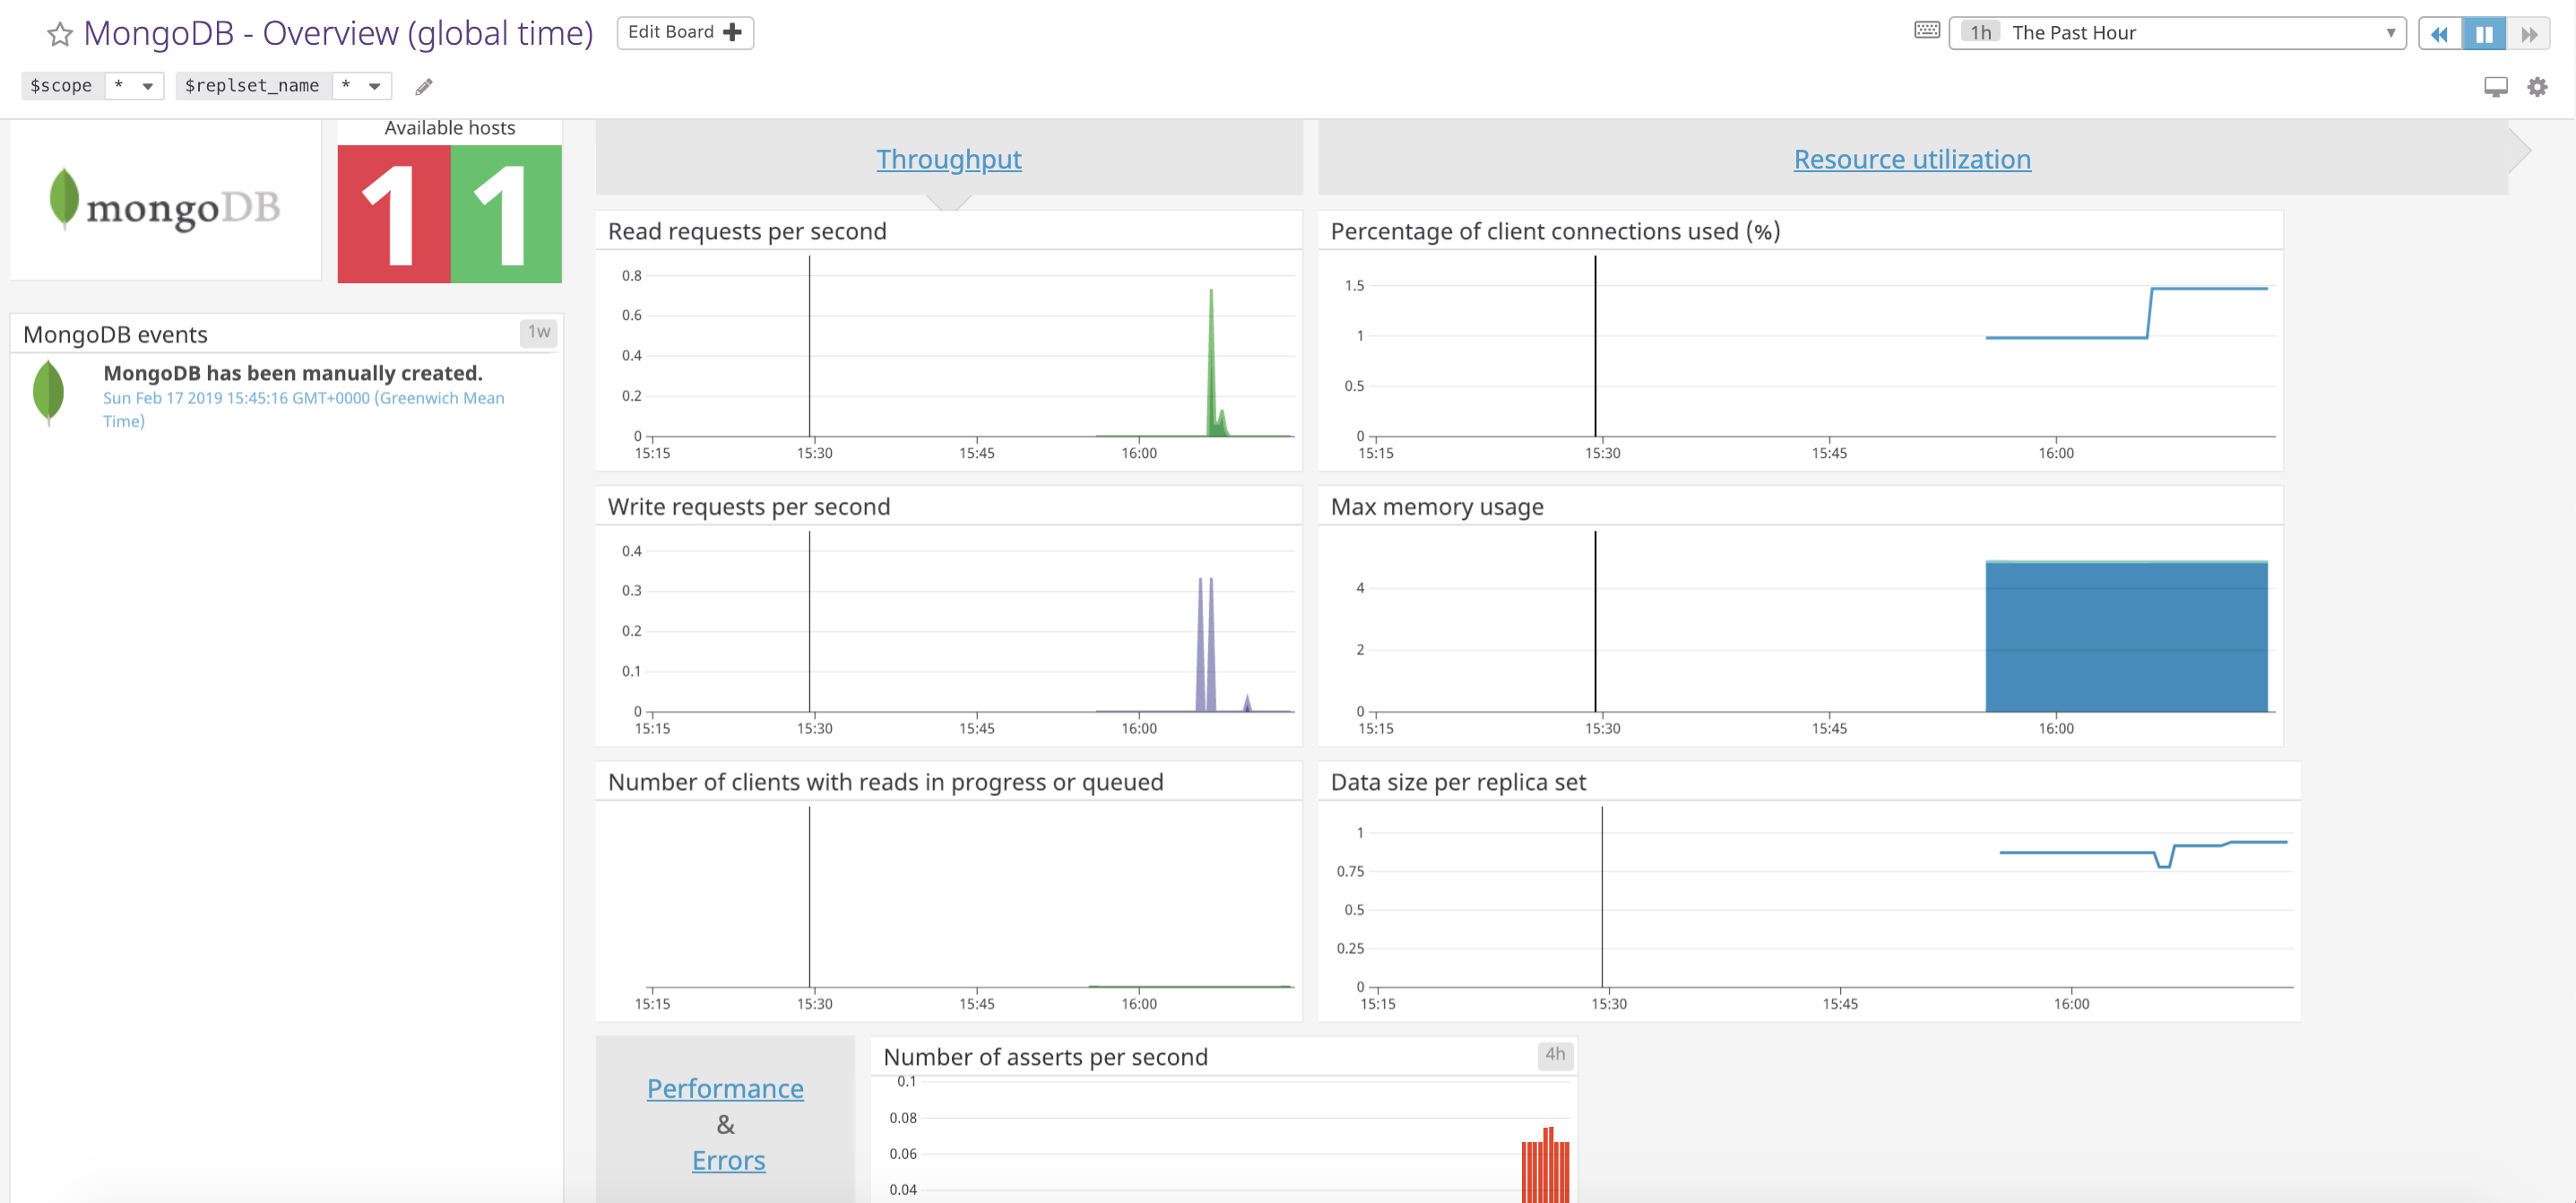 MongoDB - Overview (global time)
Edit Board
1h The Past Hour
$scope *
$replset_name *
mongoDB
Available hosts
1 1
MongoDB events
1w
MongoDB has been manually created.
Sun Feb 17 2019 15:45:16 GMT+0000 (Greenwich Mean
Time)
Throughput
Resource utilization
Read requests per second
0.8
0.6
0.4
0.2
0
15:15 15:30 15:45 16:00
Percentage of client connections used (%)
1.5
1
0.5
0
15:15 15:30 15:45 16:00
Write requests per second
0.4
0.3
0.2
0.1
0
15:15 15:30 15:45 16:00
Max memory usage
4
2
0
15:15 15:30 15:45 16:00
Number of clients with reads in progress or queued
15:15 15:30 15:45 16:00
Data size per replica set
1
0.75
0.5
0.25
0
15:15 15:30 15:45 16:00
Performance
&
Errors
Number of asserts per second
4h
0.1
0.08
0.06
0.04